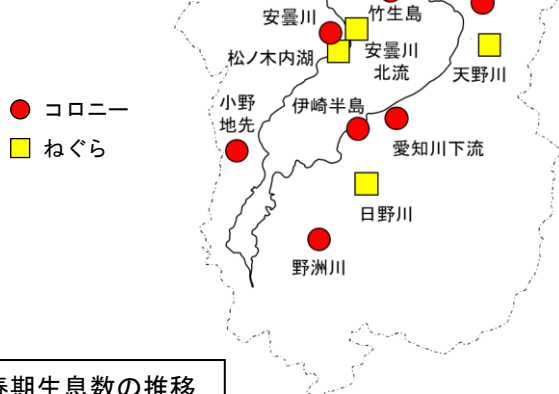 安曇川
竹生島
松ノ木内湖
安曇川
北流
天野川
コロニー
ねぐら
小野
地先
伊崎半島
愛知川下流
日野川
野洲川
春期生息数の推移